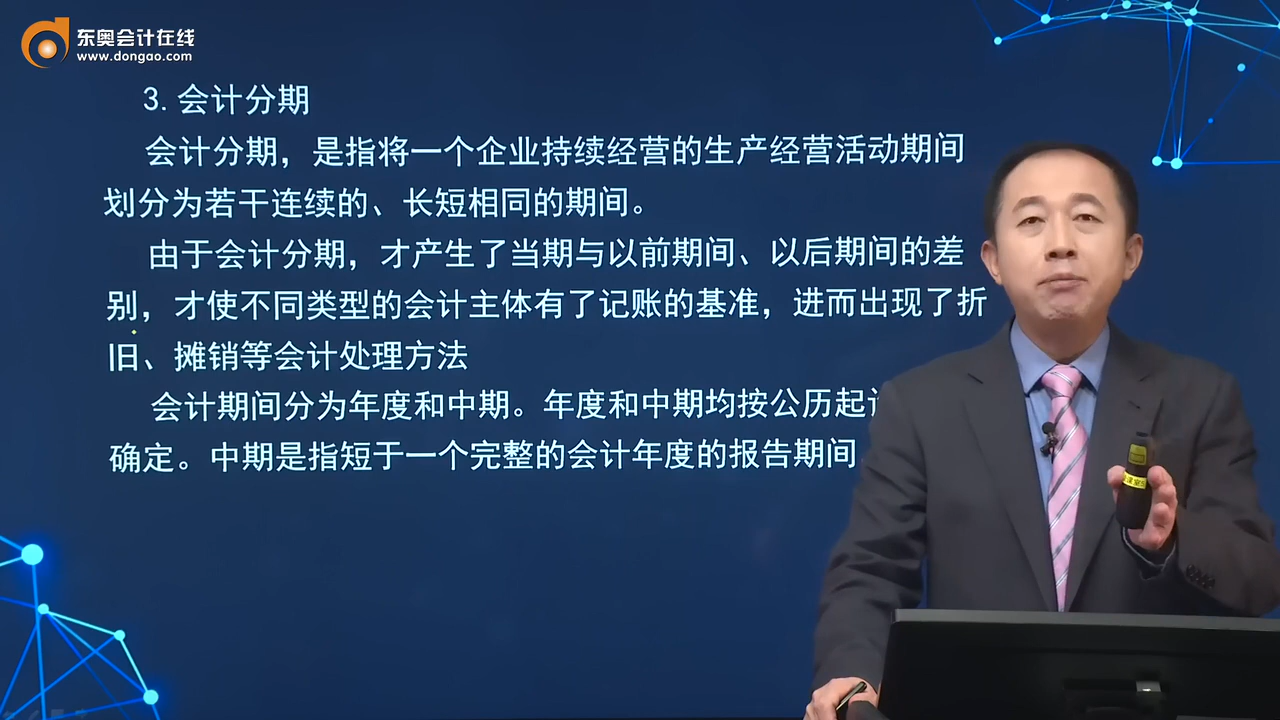 东奥会计在线
www.dongao.com
3.会计分期
会计分期，是指将一个企业持续经营的生产经营活动期间
划分为若干连续的、长短相同的期间。
由于会计分期，才产生了当期与以前期间、以后期间的差
别，才使不同类型的会计主体有了记账的基准，进而出现了折
旧、摊销等会计处理方法
会计期间分为年度和中期。年度和中期均按公历起
确定。中期是指短于一个完整的会计年度的报告期间